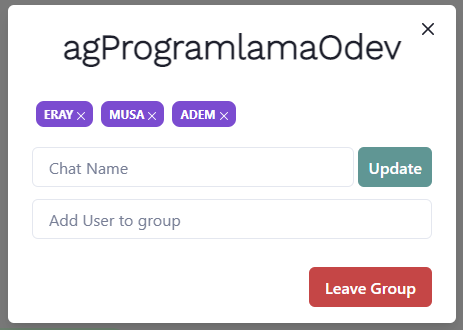 agProgramlamaOdev
ERAY MUSA ADEM
Chat Name Update
Add User to group
Leave Group